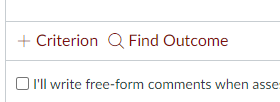 + Criterion Find Outcome
I'll write free-form comments when